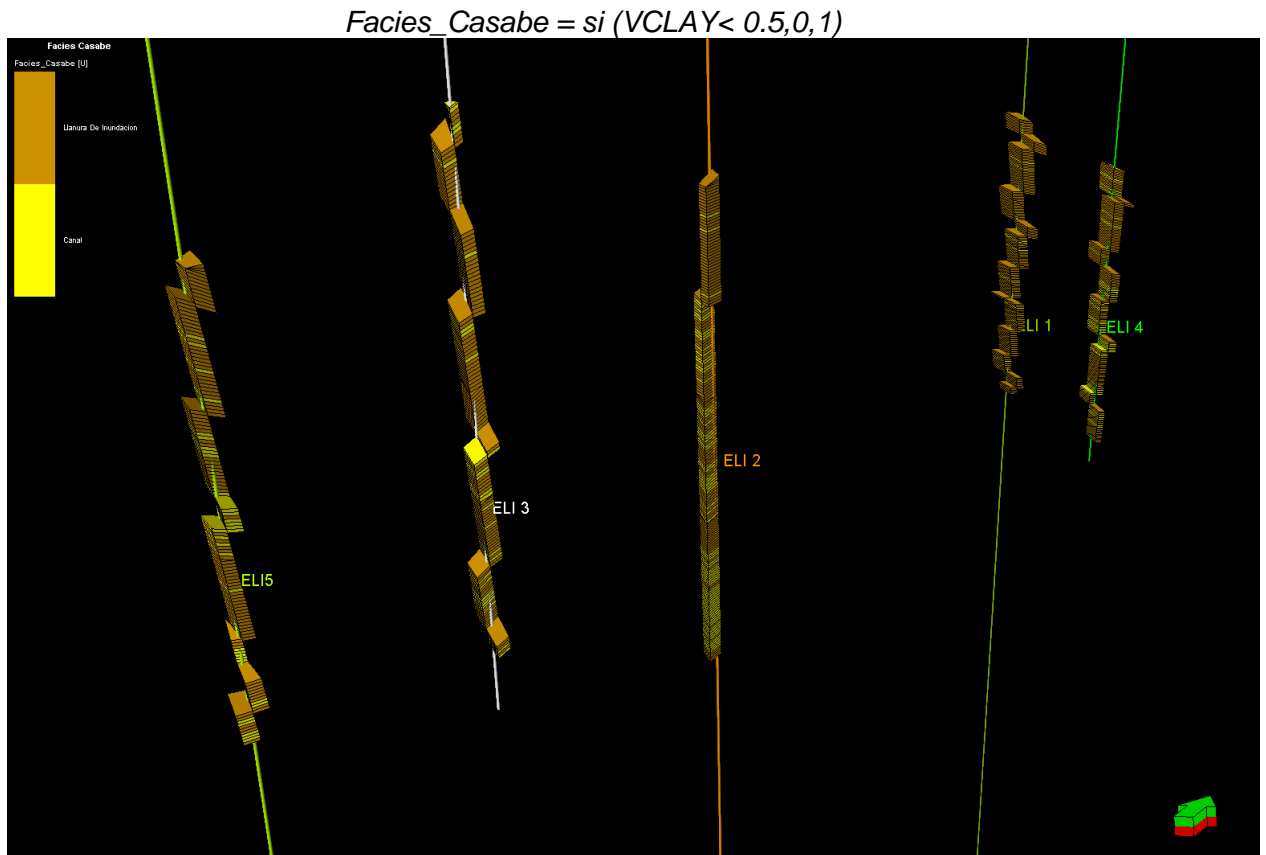 Facies_Casabe = si (VCLAY< 0.5,0,1)
Facies Casabe
Facies_Casabe [U]
Llanura De Inundacion
Canal
ELI 1
ELI 4
ELI 2
ELI 3
ELI5